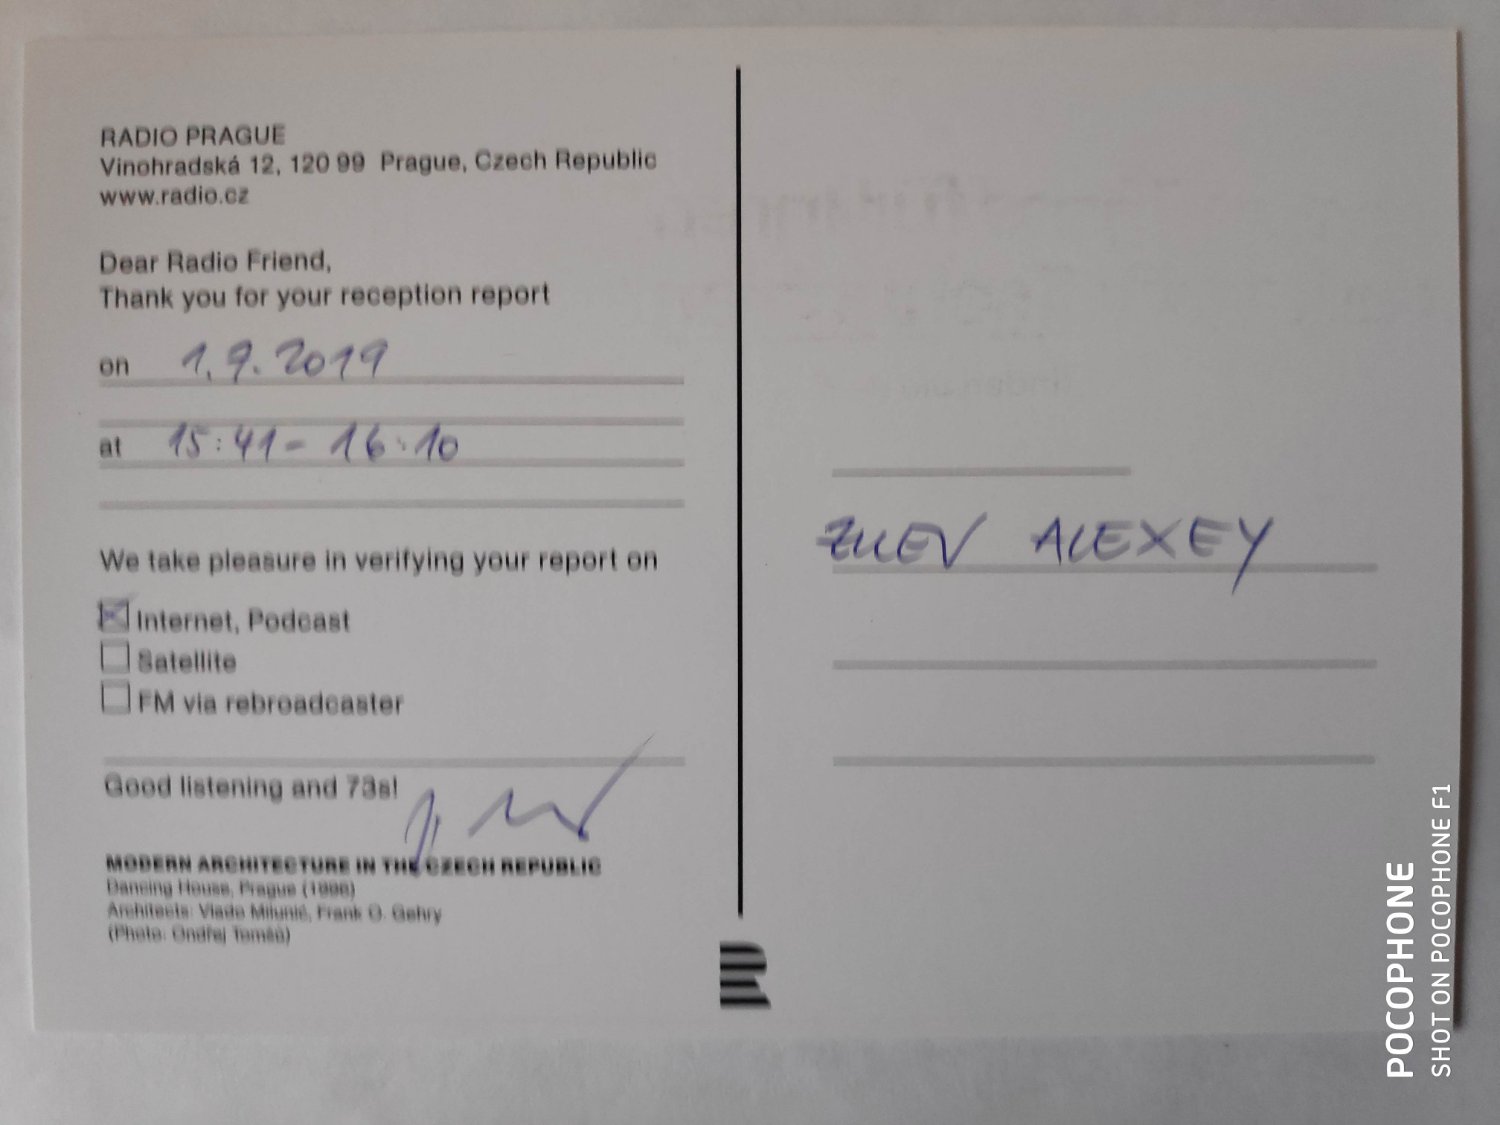 RADIO PRAGUE
Vinohradská 12, 120 99 Prague, Czech Republic
www.radio.cz
Dear Radio Friend,
Thank you for your reception report
on 1.9.2019
at 15:41-16:10
We take pleasure in verifying your report on
Internet, Podcast
Satellite
FM via rebroadcaster
Good listening and 73s!
MODERN ARCHITECTURE IN THE CZECH REPUBLIC
Dancing House, Prague (1996)
Architects: Vlado Milunić, Frank O. Gehry
(Photo: Ondřej Tomšů)
ALEXEY
POCOPHONE
SHOT ON POCOPHONE F1